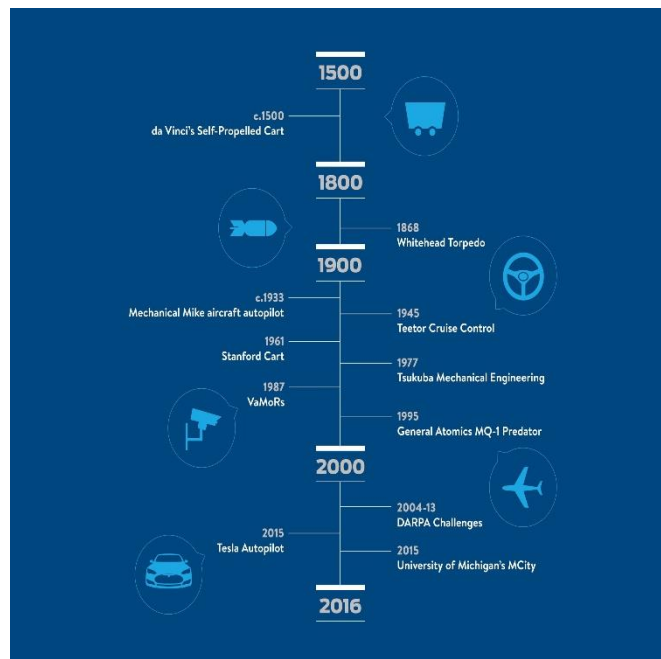 1500
c.1500
da Vinci's Self-Propelled Cart
1800
1868
Whitehead Torpedo
1900
c.1933
Mechanical Mike aircraft autopilot
1945
Teetor Cruise Control
1961
Stanford Cart
1977
Tsukuba Mechanical Engineering
1987
VaMoRs
1995
General Atomics MQ-1 Predator
2000
2004-13
DARPA Challenges
2015
Tesla Autopilot
2015
University of Michigan's MCity
2016